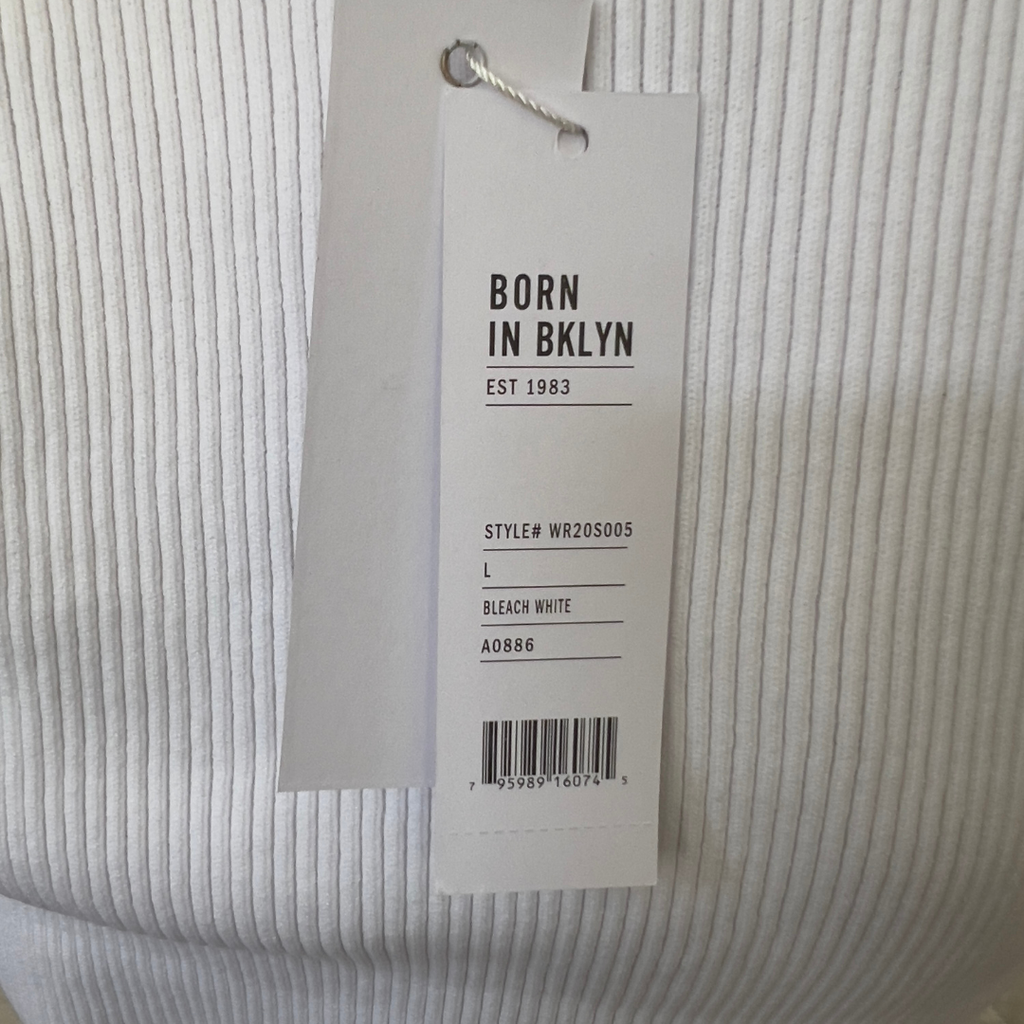 BORN
IN BKLYN
EST 1983
STYLE# WR20S005
L
BLEACH WHITE
A0886
7 95989 16074 5